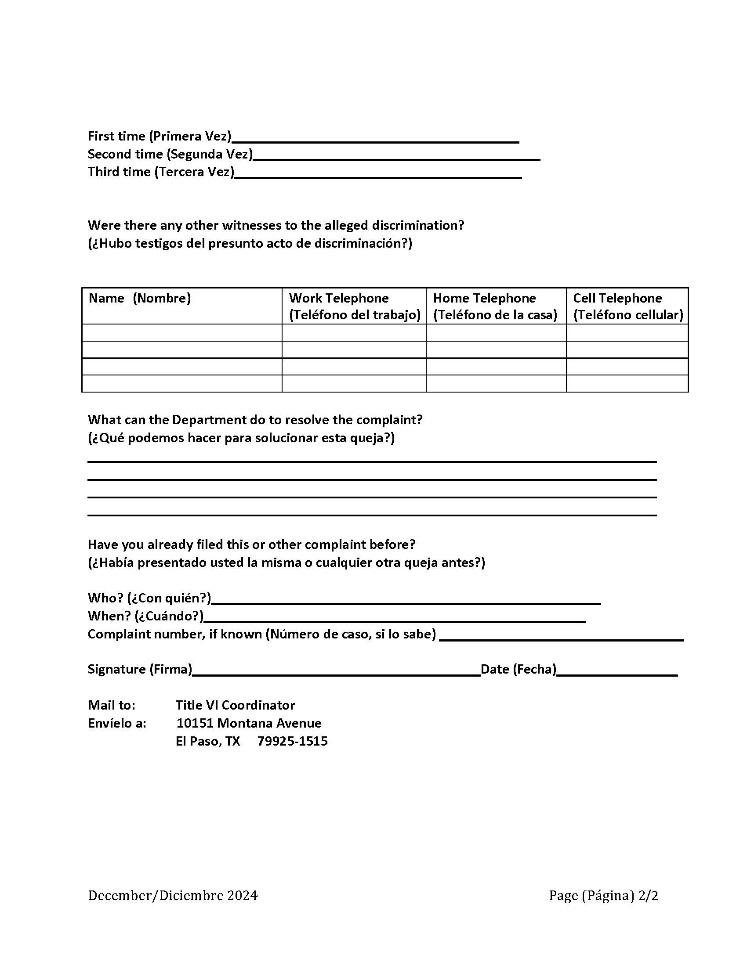 First time (Primera Vez)
Second time (Segunda Vez)
Third time (Tercera Vez)
Were there any other witnesses to the alleged discrimination?
(¿Hubo testigos del presunto acto de discriminación?)
Name (Nombre) Work Telephone Home Telephone Cell Telephone
(Teléfono del trabajo) (Teléfono de la casa) (Teléfono cellular)
What can the Department do to resolve the complaint?
(¿Qué podemos hacer para solucionar esta queja?)
Have you already filed this or other complaint before?
(¿Había presentado usted la misma o cualquier otra queja antes?)
Who? (¿Con quién?)
When? (¿Cuándo?)
Complaint number, if known (Número de caso, si lo sabe)
Signature (Firma) Date (Fecha)
Mail to: Title VI Coordinator
Envíelo a: 10151 Montana Avenue
El Paso, TX 79925-1515
December/Diciembre 2024 Page (Página) 2/2